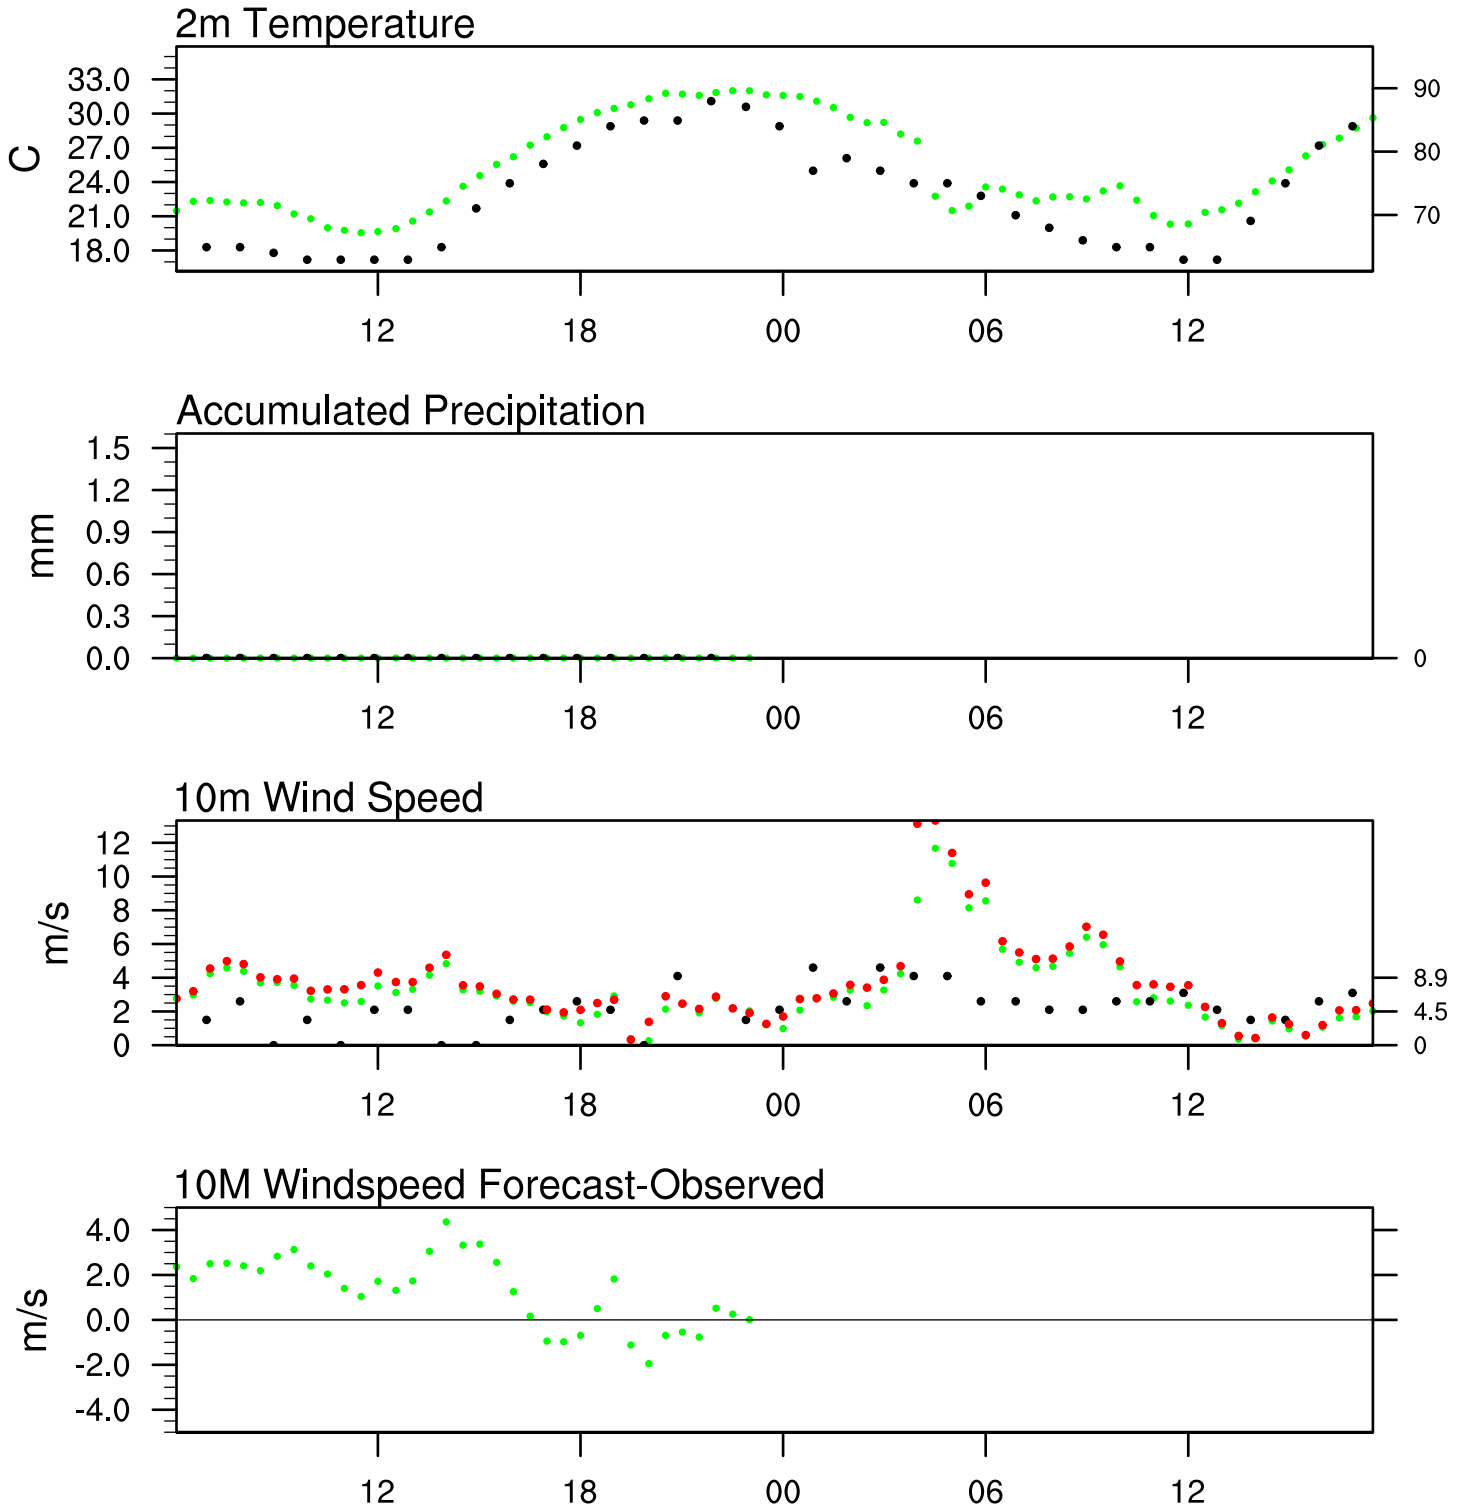 2m Temperature
33.0
30.0
27.0
24.0
21.0
18.0
C
90
80
70
12 18 00 06 12
Accumulated Precipitation
1.5
1.2
0.9
0.6
0.3
0.0
mm
0
12 18 00 06 12
10m Wind Speed
12
10
8
6
4
2
0
m/s
8.9
4.5
0
12 18 00 06 12
10M Windspeed Forecast-Observed
4.0
2.0
0.0
-2.0
-4.0
m/s
12 18 00 06 12